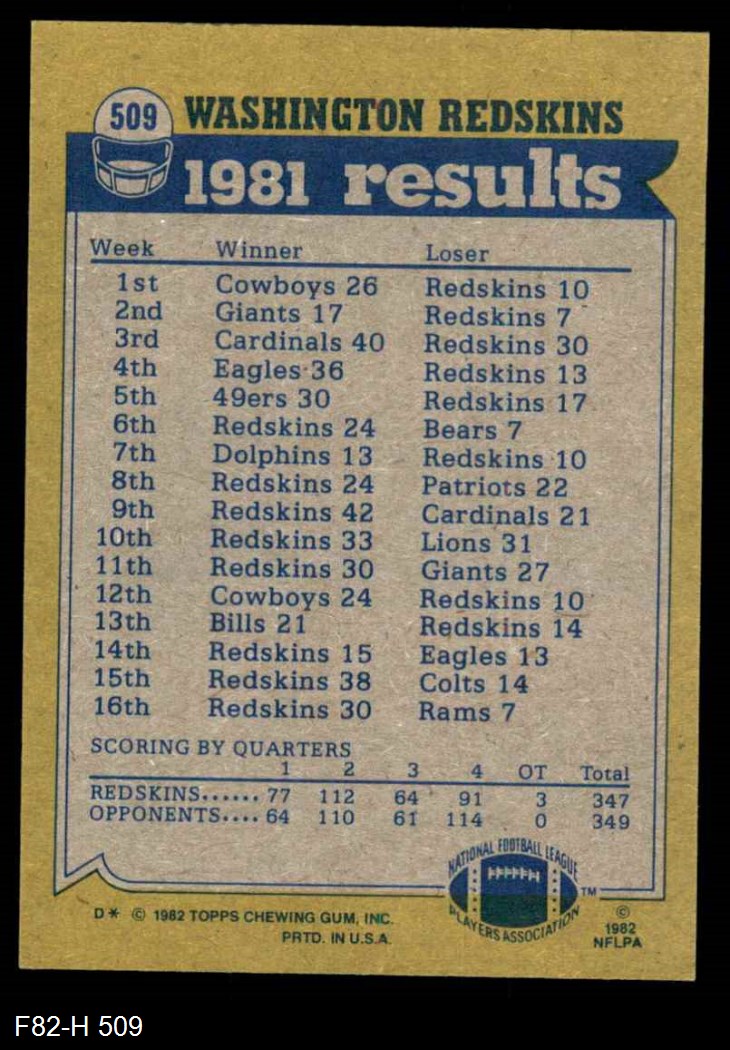 509 WASHINGTON REDSKINS
1981 results
Week Winner Loser
1st Cowboys 26 Redskins 10
2nd Giants 17 Redskins 7
3rd Cardinals 40 Redskins 30
4th Eagles 36 Redskins 13
5th 49ers 30 Redskins 17
6th Redskins 24 Bears 7
7th Dolphins 13 Redskins 10
8th Redskins 24 Patriots 22
9th Redskins 42 Cardinals 21
10th Redskins 33 Lions 31
11th Redskins 30 Giants 27
12th Cowboys 24 Redskins 10
13th Bills 21 Redskins 14
14th Redskins 15 Eagles 13
15th Redskins 38 Colts 14
16th Redskins 30 Rams 7
SCORING BY QUARTERS
1 2 3 4 OT Total
REDSKINS...... 77 112 64 91 3 347
OPPONENTS.... 64 110 61 114 0 349
NATIONAL FOOTBALL LEAGUE
PLAYERS ASSOCIATION
TM
D* © 1982 TOPPS CHEWING GUM, INC.
PRTD. IN U.S.A.
©
1982
NFLPA
F82-H 509